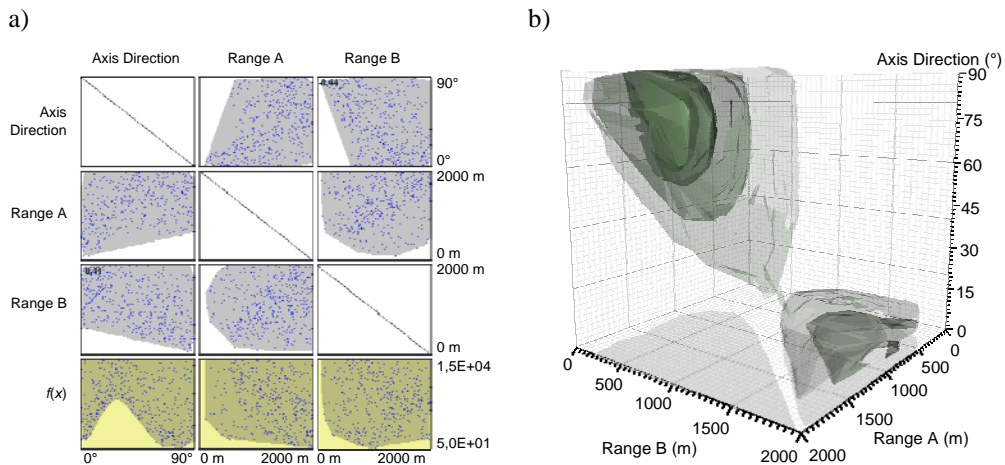 a)
Axis Direction Range A Range B
Axis
Direction
0,44
90°
0°
Range A
2000 m
0 m
Range B
2000 m
0 m
f(x)
1,5E+04
5,0E+01
0° 90° 0 m 2000 m 0 m 2000 m
b)
Axis Direction (°)
90
75
60
45
30
15
0
0
500
1000
1500
2000
Range B (m)
0
500
1000
1500
2000
Range A (m)